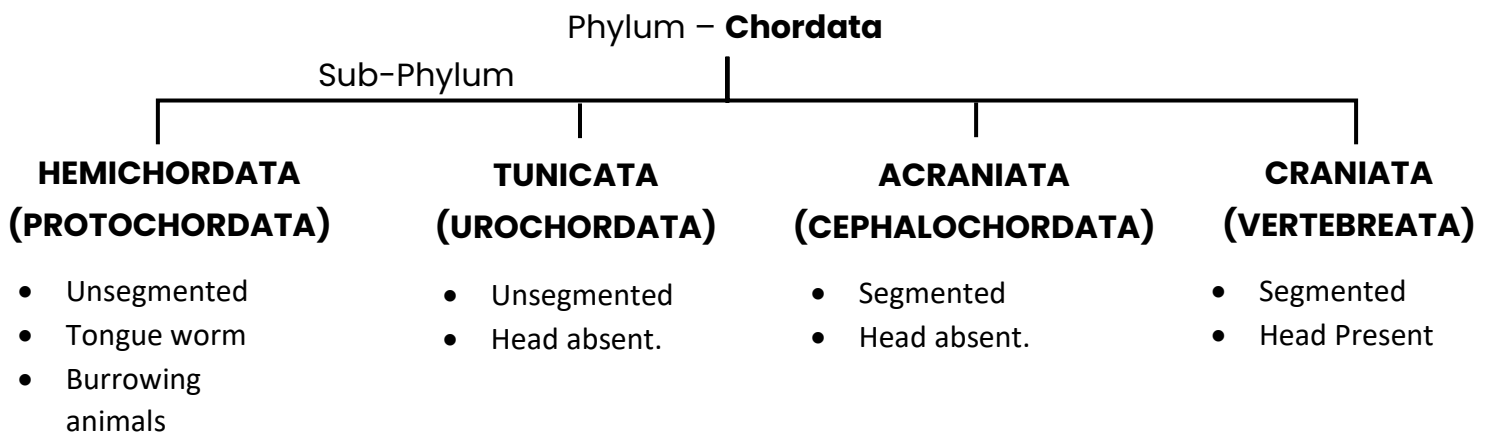 Phylum – Chordata
Sub-Phylum
HEMICHORDATA
(PROTOCHORDATA)
• Unsegmented
• Tongue worm
• Burrowing
animals
TUNICATA
(UROCHORDATA)
• Unsegmented
• Head absent.
ACRANIATA
(CEPHALOCHORDATA)
• Segmented
• Head absent.
CRANIATA
(VERTEBREATA)
• Segmented
• Head Present